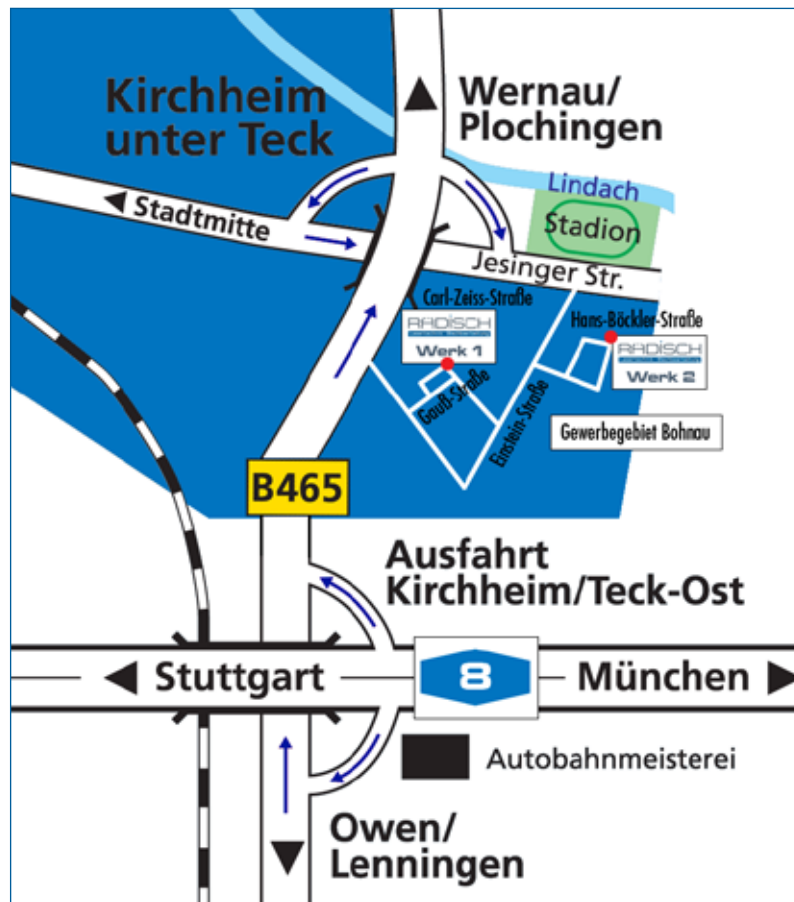 Kirchheim
unter Teck
Wernau/
Plochingen
Lindach
Stadion
Stadtmitte
Jesinger Str.
Carl-Zeiss-Straße
RADISCH
Werk 1
Hans-Böckler-Straße
RADISCH
Werk 2
Gauß-Straße
Einstein-Straße
Gewerbegebiet Bohnau
B465
Ausfahrt
Kirchheim/Teck-Ost
Stuttgart
8
München
Autobahnmeisterei
Owen/
Lenningen